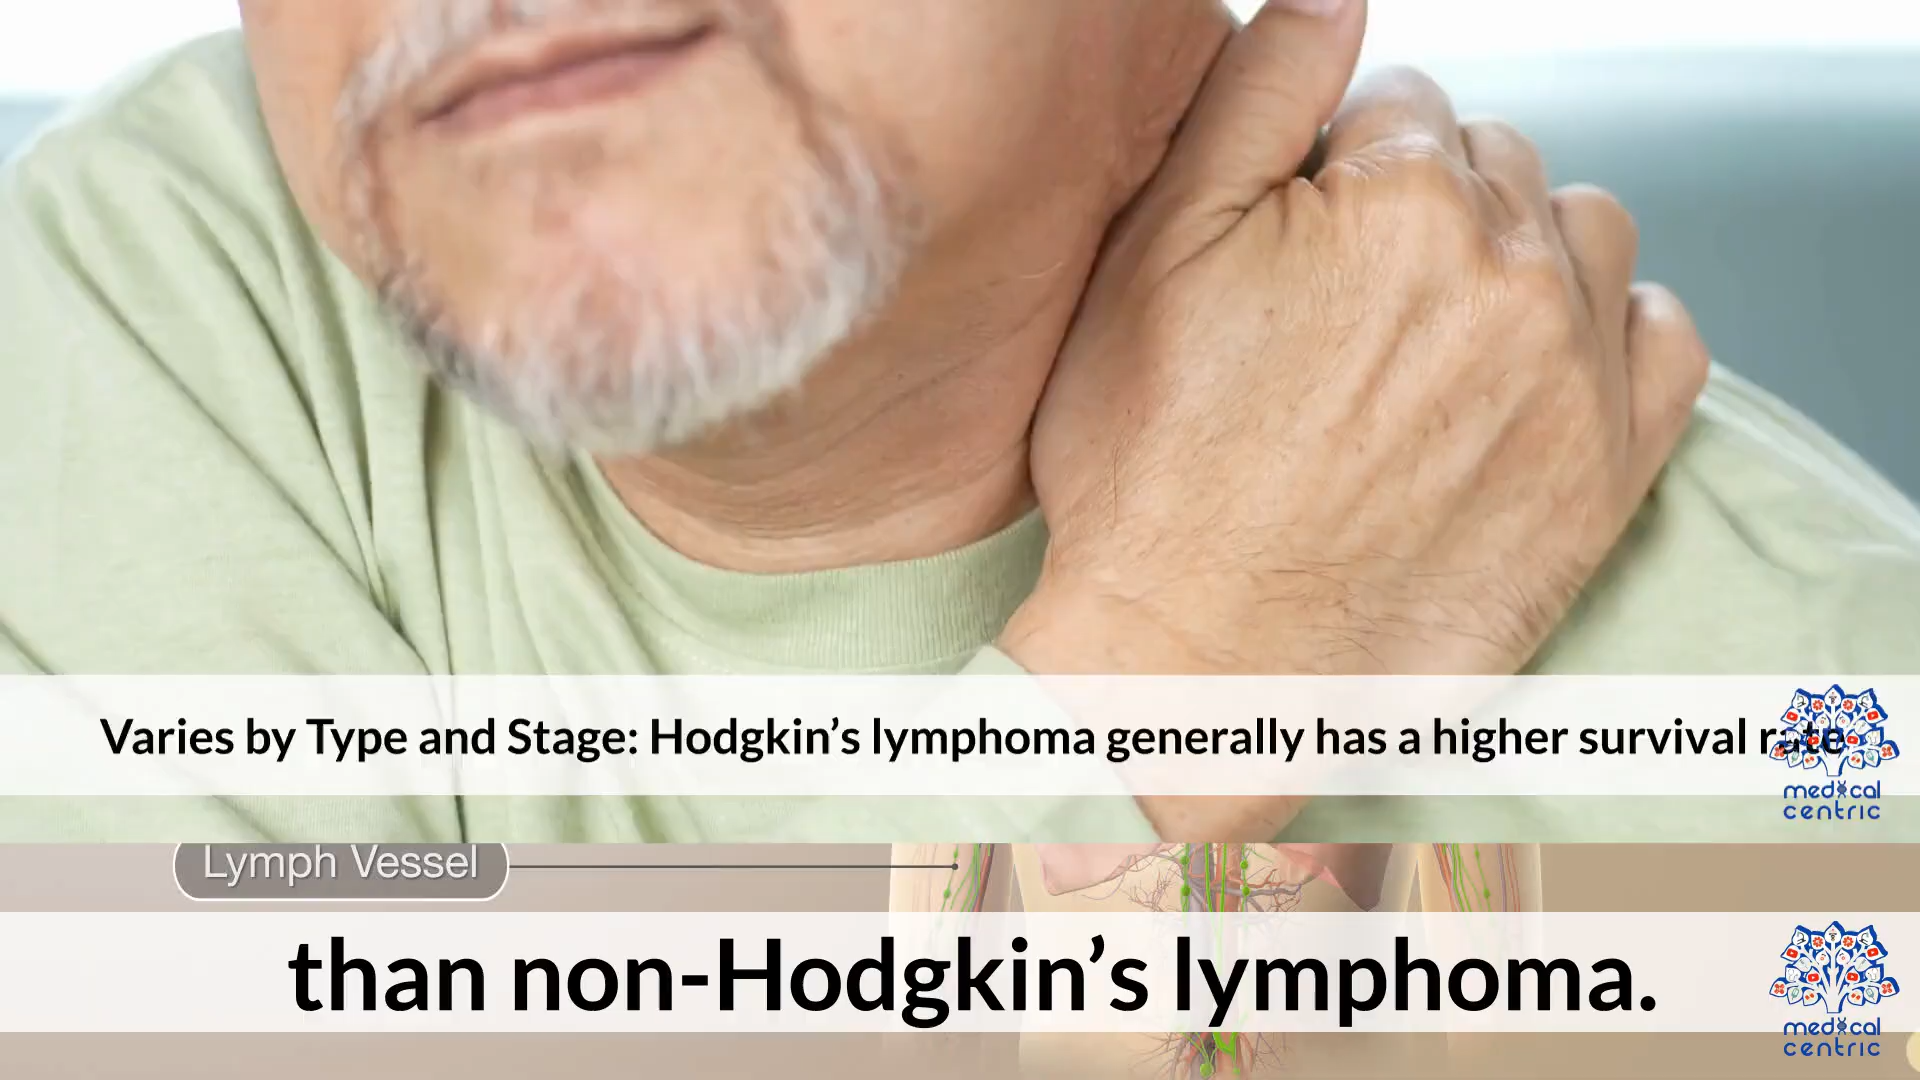 Varies by Type and Stage: Hodgkin’s lymphoma generally has a higher survival rate
medical
centric
Lymph Vessel
than non-Hodgkin’s lymphoma.
medical
centric